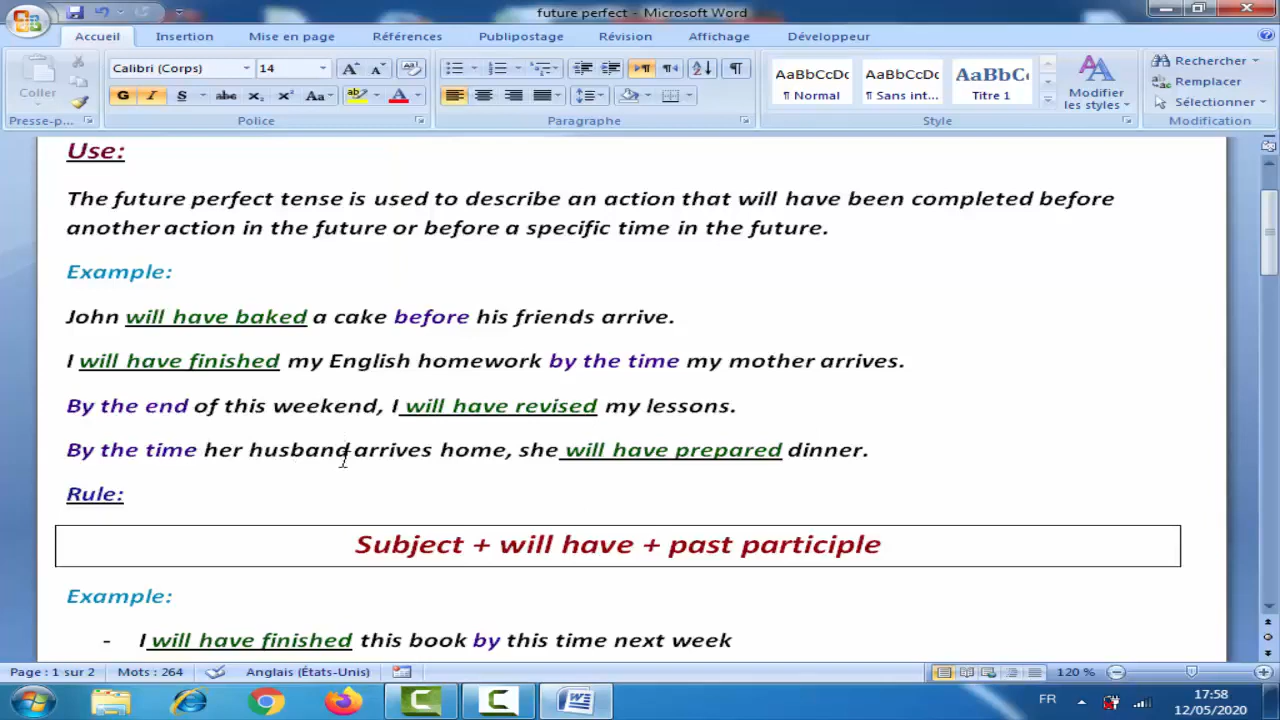 future perfect - Microsoft Word
Accueil Insertion Mise en page Références Publipostage Révision Affichage Développeur
Coller
Presse-p...
Calibri (Corps) 14
G I S abe x₂ x² Aa ab A
Police
Paragraphe
AaBbCcDc AaBbCcDc AaBbC
¶ Normal ¶ Sans int... Titre 1
Modifier
les styles
Style
Rechercher
Remplacer
Sélectionner
Modification
Use:
The future perfect tense is used to describe an action that will have been completed before
another action in the future or before a specific time in the future.
Example:
John will have baked a cake before his friends arrive.
I will have finished my English homework by the time my mother arrives.
By the end of this weekend, I will have revised my lessons.
By the time her husband arrives home, she will have prepared dinner.
Rule:
Subject + will have + past participle
Example:
- I will have finished this book by this time next week
Page : 1 sur 2 Mots : 264 Anglais (États-Unis) 120 %
FR 17:58
12/05/2020